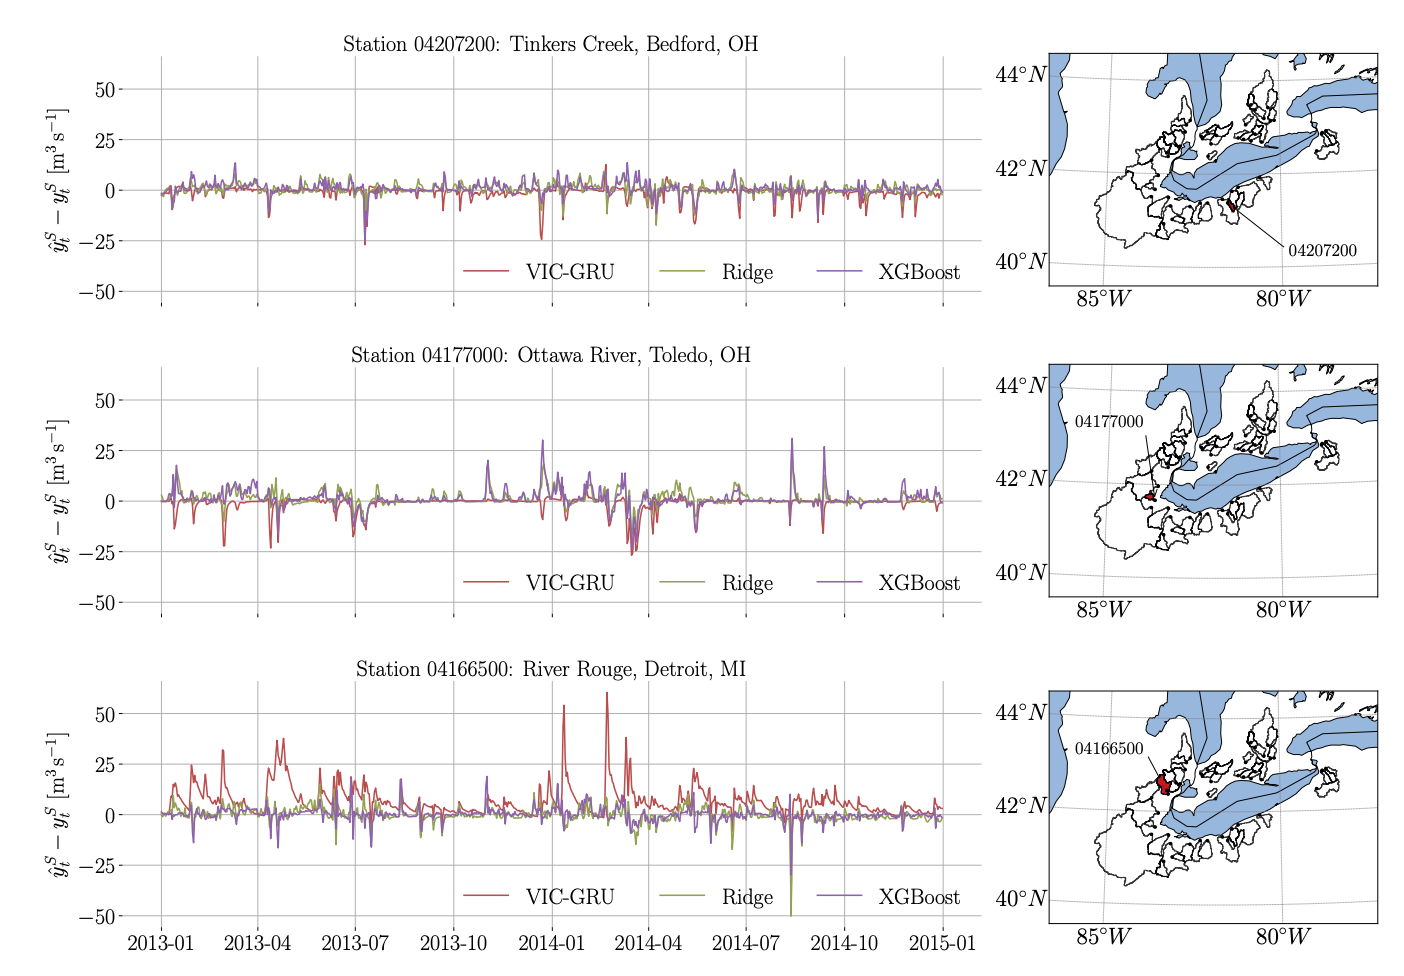 Station 04207200: Tinkers Creek, Bedford, OH
50
25
0
−25
−50
ŷ_t^S − y_t^S [m³ s⁻¹]
VIC-GRU Ridge XGBoost
44°N
42°N
40°N
85°W 80°W
04207200
Station 04177000: Ottawa River, Toledo, OH
50
25
0
−25
−50
ŷ_t^S − y_t^S [m³ s⁻¹]
VIC-GRU Ridge XGBoost
44°N
42°N
40°N
85°W 80°W
04177000
Station 04166500: River Rouge, Detroit, MI
50
25
0
−25
−50
ŷ_t^S − y_t^S [m³ s⁻¹]
VIC-GRU Ridge XGBoost
2013-01 2013-04 2013-07 2013-10 2014-01 2014-04 2014-07 2014-10 2015-01
44°N
42°N
40°N
85°W 80°W
04166500